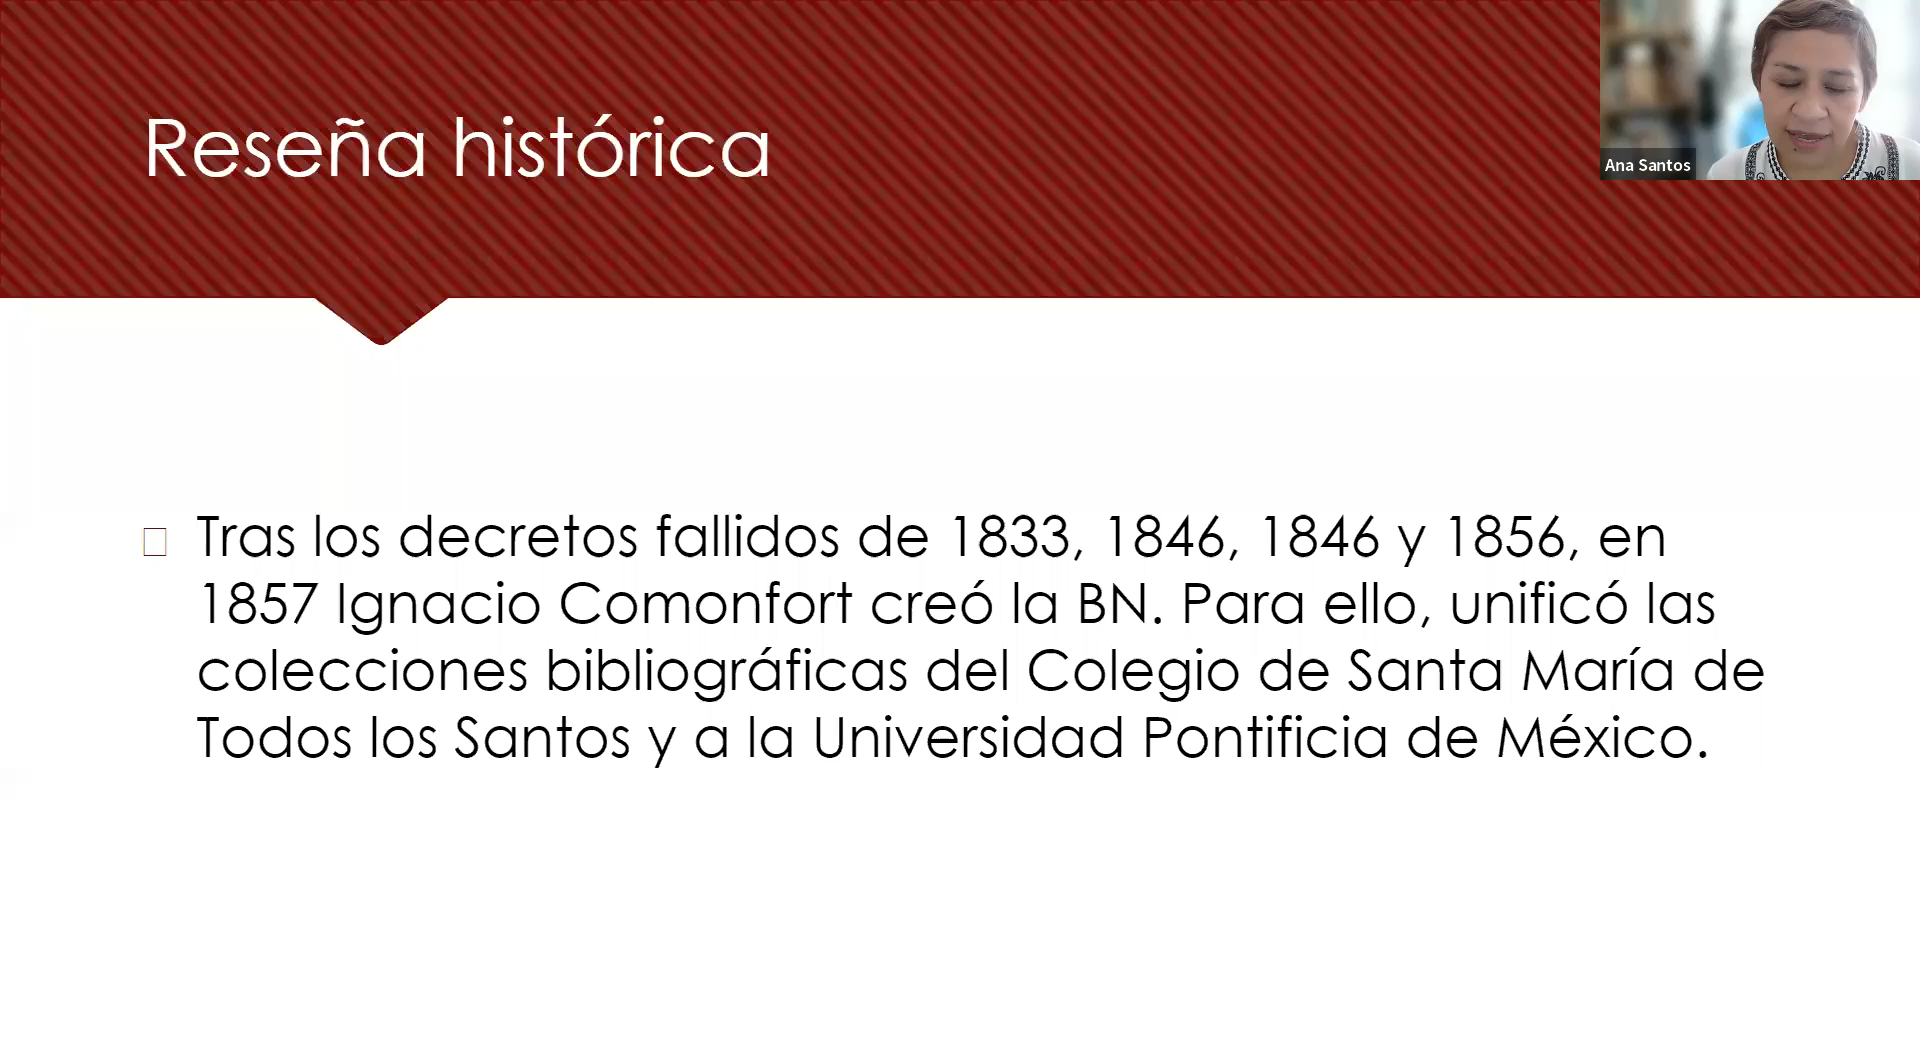 Reseña histórica
Ana Santos
Tras los decretos fallidos de 1833, 1846, 1846 y 1856, en
1857 Ignacio Comonfort creó la BN. Para ello, unificó las
colecciones bibliográficas del Colegio de Santa María de
Todos los Santos y a la Universidad Pontificia de México.